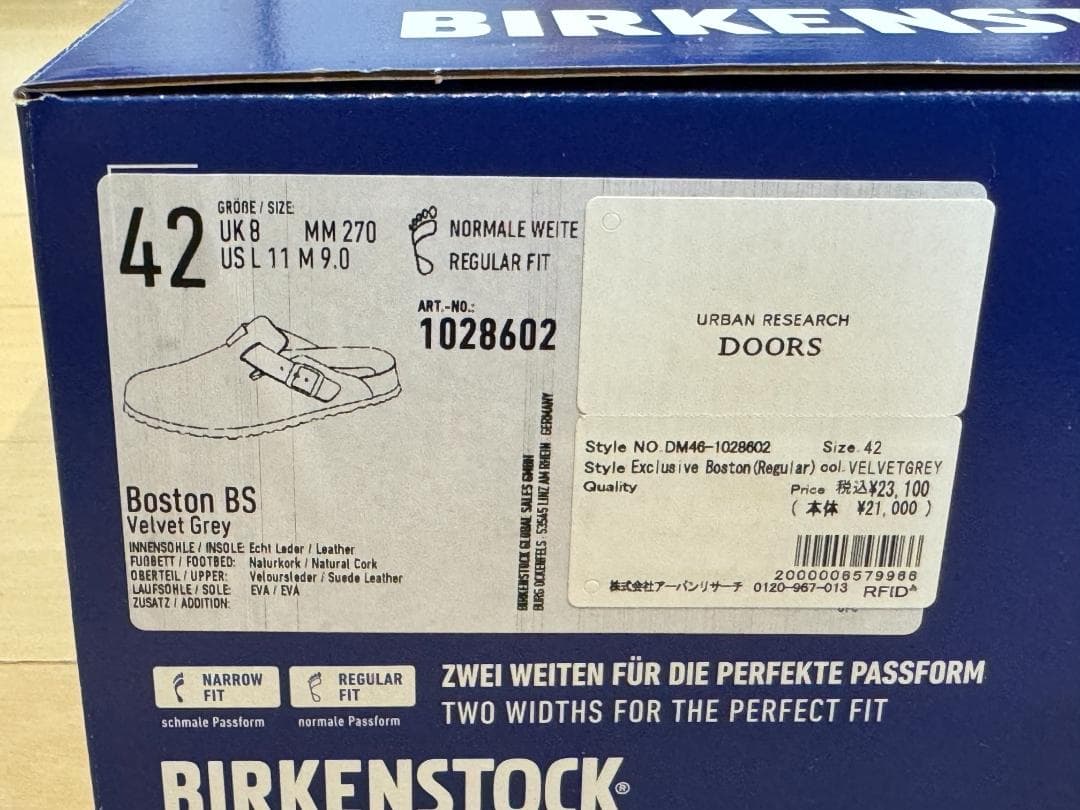 BIRKENST
42
GRÖßE / SIZE:
UK 8 MM 270
US L 11 M 9.0
NORMALE WEITE
REGULAR FIT
ART.-NO.:
1028602
Boston BS
Velvet Grey
INNENSOHLE / INSOLE: Echt Leder / Leather
FUßBETT / FOOTBED: Naturkork / Natural Cork
OBERTEIL / UPPER: Veloursleder / Suede Leather
LAUFSOHLE / SOLE: EVA / EVA
ZUSATZ / ADDITION:
BIRKENSTOCK GLOBAL SALES GMBH
BURG OCKENFELS · 53545 LINZ AM RHEIN · GERMANY
URBAN RESEARCH
DOORS
Style NO. DM46-1028602 Size. 42
Style Exclusive Boston(Regular) col. VELVETGREY
Quality Price 税込¥23,100
( 本体 ¥21,000 )
2000006579986
株式会社アーバンリサーチ 0120-967-013 RFID
NARROW FIT
schmale Passform
REGULAR FIT
normale Passform
ZWEI WEITEN FÜR DIE PERFEKTE PASSFORM
TWO WIDTHS FOR THE PERFECT FIT
BIRKENSTOCK®